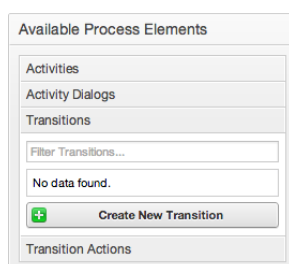 Available Process Elements
Activities
Activity Dialogs
Transitions
Filter Transitions...
No data found.
Create New Transition
Transition Actions